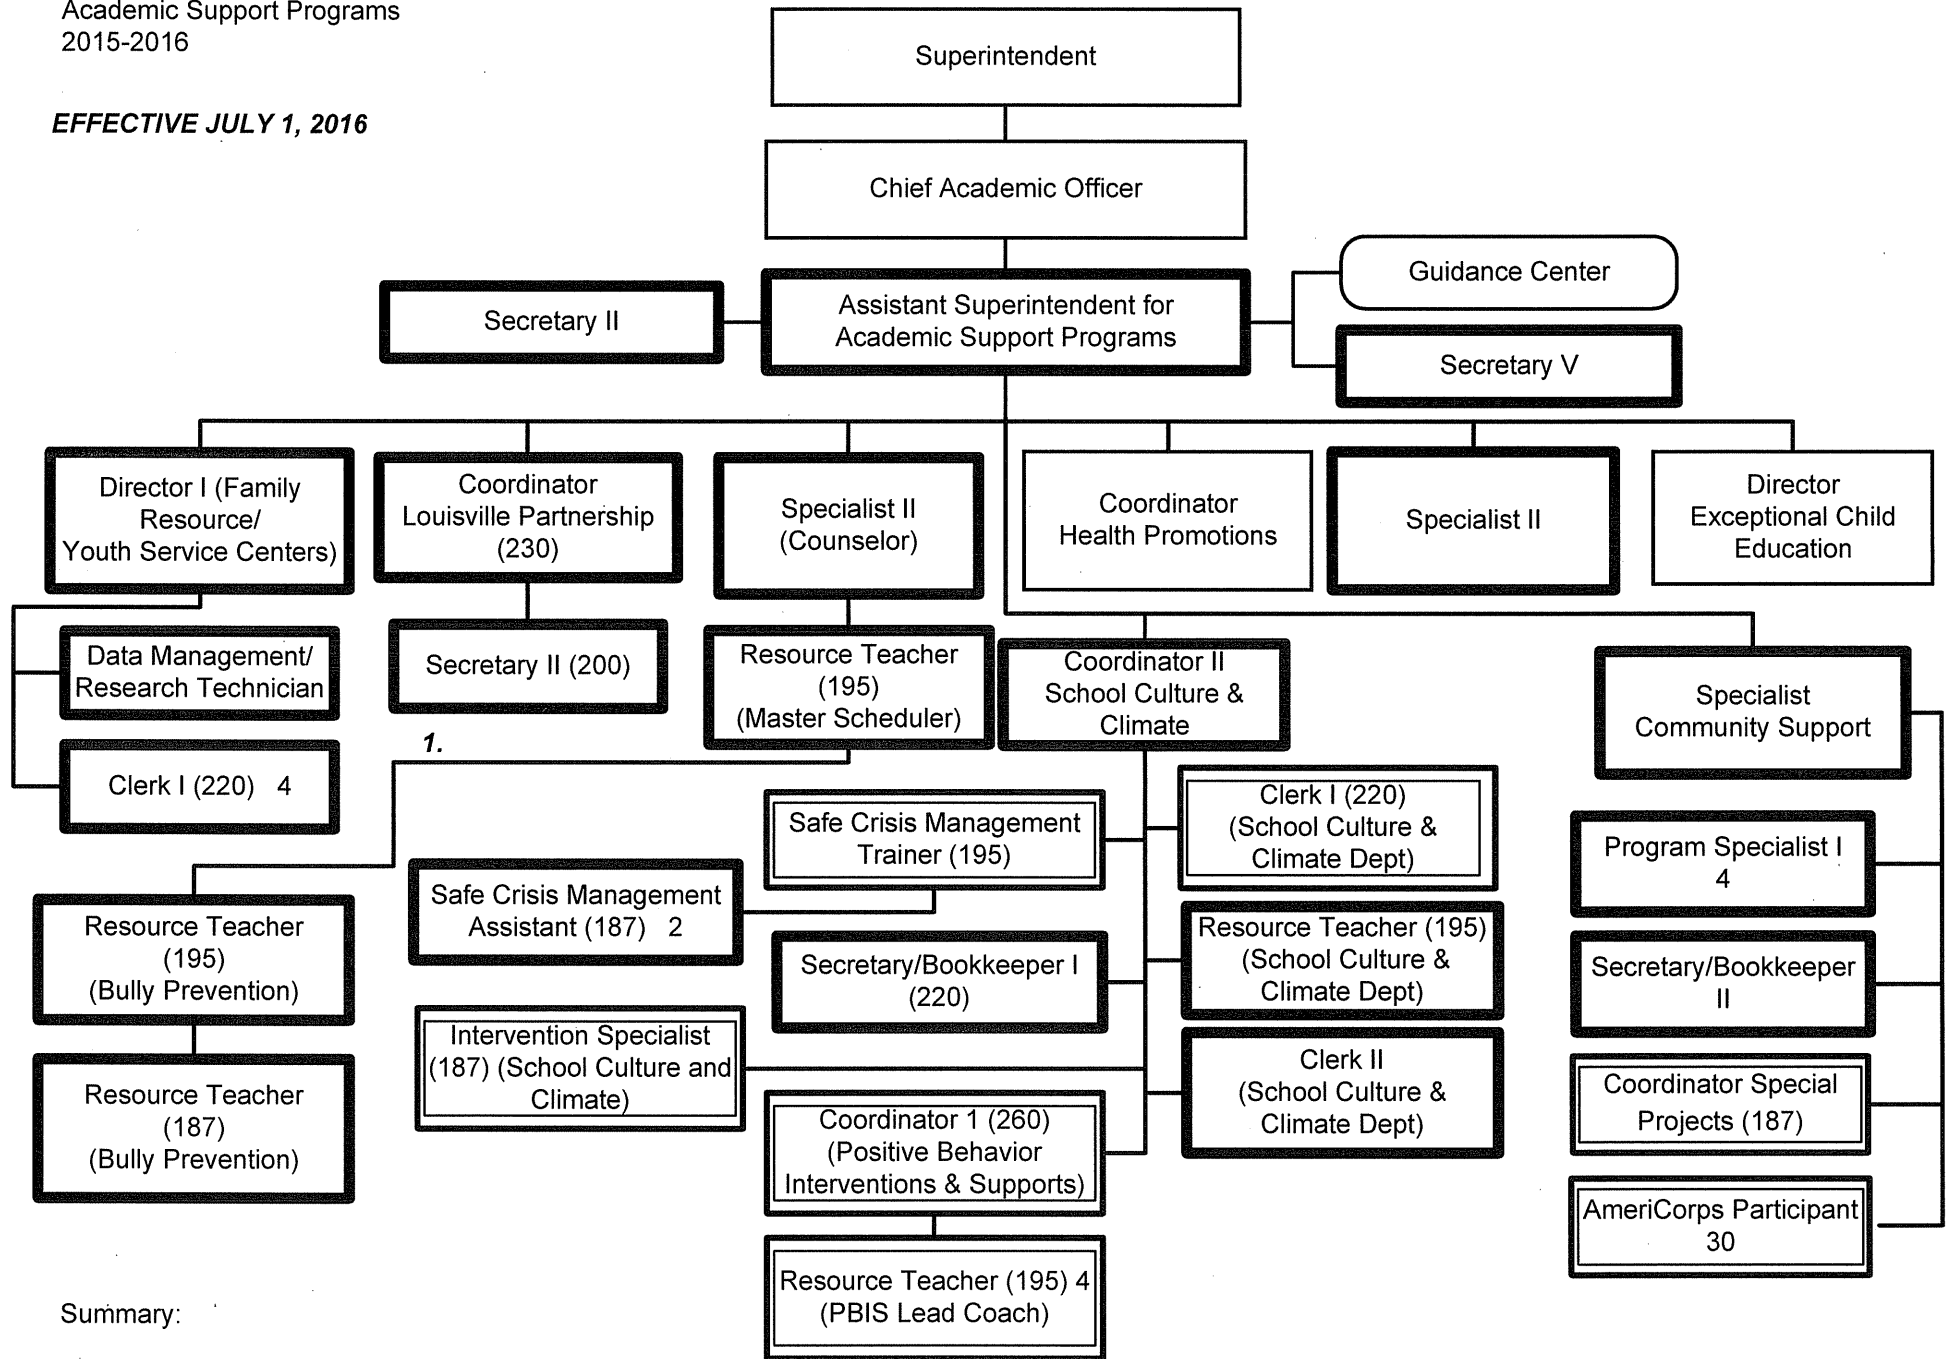 Academic Support Programs
2015-2016
EFFECTIVE JULY 1, 2016
Superintendent
Chief Academic Officer
Secretary II
Assistant Superintendent for
Academic Support Programs
Guidance Center
Secretary V
Director I (Family
Resource/
Youth Service Centers)
Coordinator
Louisville Partnership
(230)
Specialist II
(Counselor)
Coordinator
Health Promotions
Specialist II
Director
Exceptional Child
Education
Data Management/
Research Technician
Clerk I (220) 4
Secretary II (200)
Resource Teacher
(195)
(Master Scheduler)
1.
Coordinator II
School Culture &
Climate
Specialist
Community Support
Safe Crisis Management
Trainer (195)
Clerk I (220)
(School Culture &
Climate Dept)
Program Specialist I
4
Safe Crisis Management
Assistant (187) 2
Resource Teacher
(195)
(Bully Prevention)
Secretary/Bookkeeper I
(220)
Resource Teacher (195)
(School Culture &
Climate Dept)
Secretary/Bookkeeper
II
Intervention Specialist
(187) (School Culture and
Climate)
Resource Teacher
(187)
(Bully Prevention)
Clerk II
(School Culture &
Climate Dept)
Coordinator Special
Projects (187)
Coordinator 1 (260)
(Positive Behavior
Interventions & Supports)
AmeriCorps Participant
30
Resource Teacher (195) 4
(PBIS Lead Coach)
Summary: